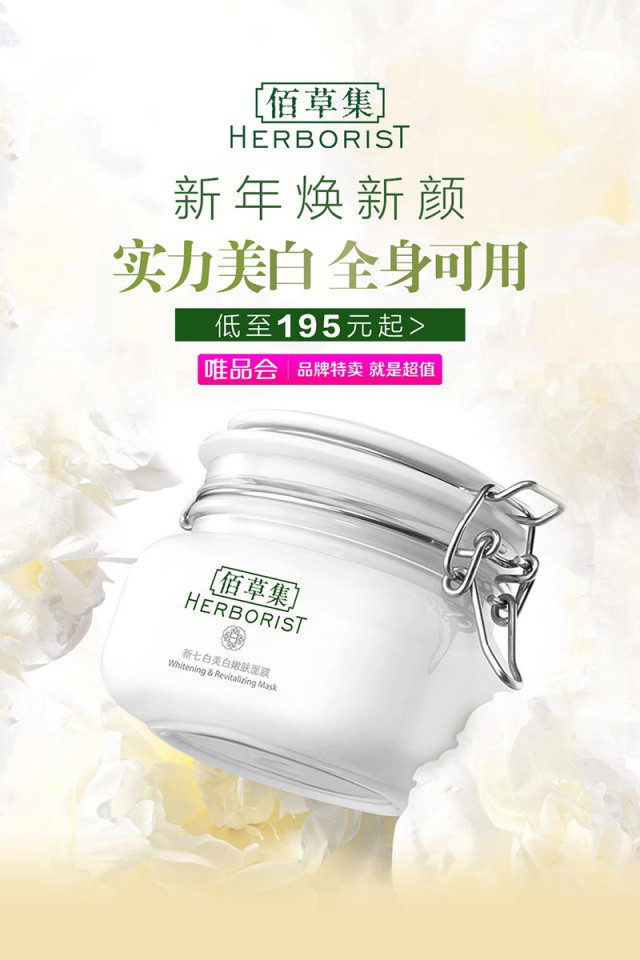 佰草集
HERBORIST
新年焕新颜
实力美白 全身可用
低至195元起>
唯品会 品牌特卖 就是超值
佰草集
HERBORIST
新七白美白嫩肤面膜
Whitening & Revitalizing Mask